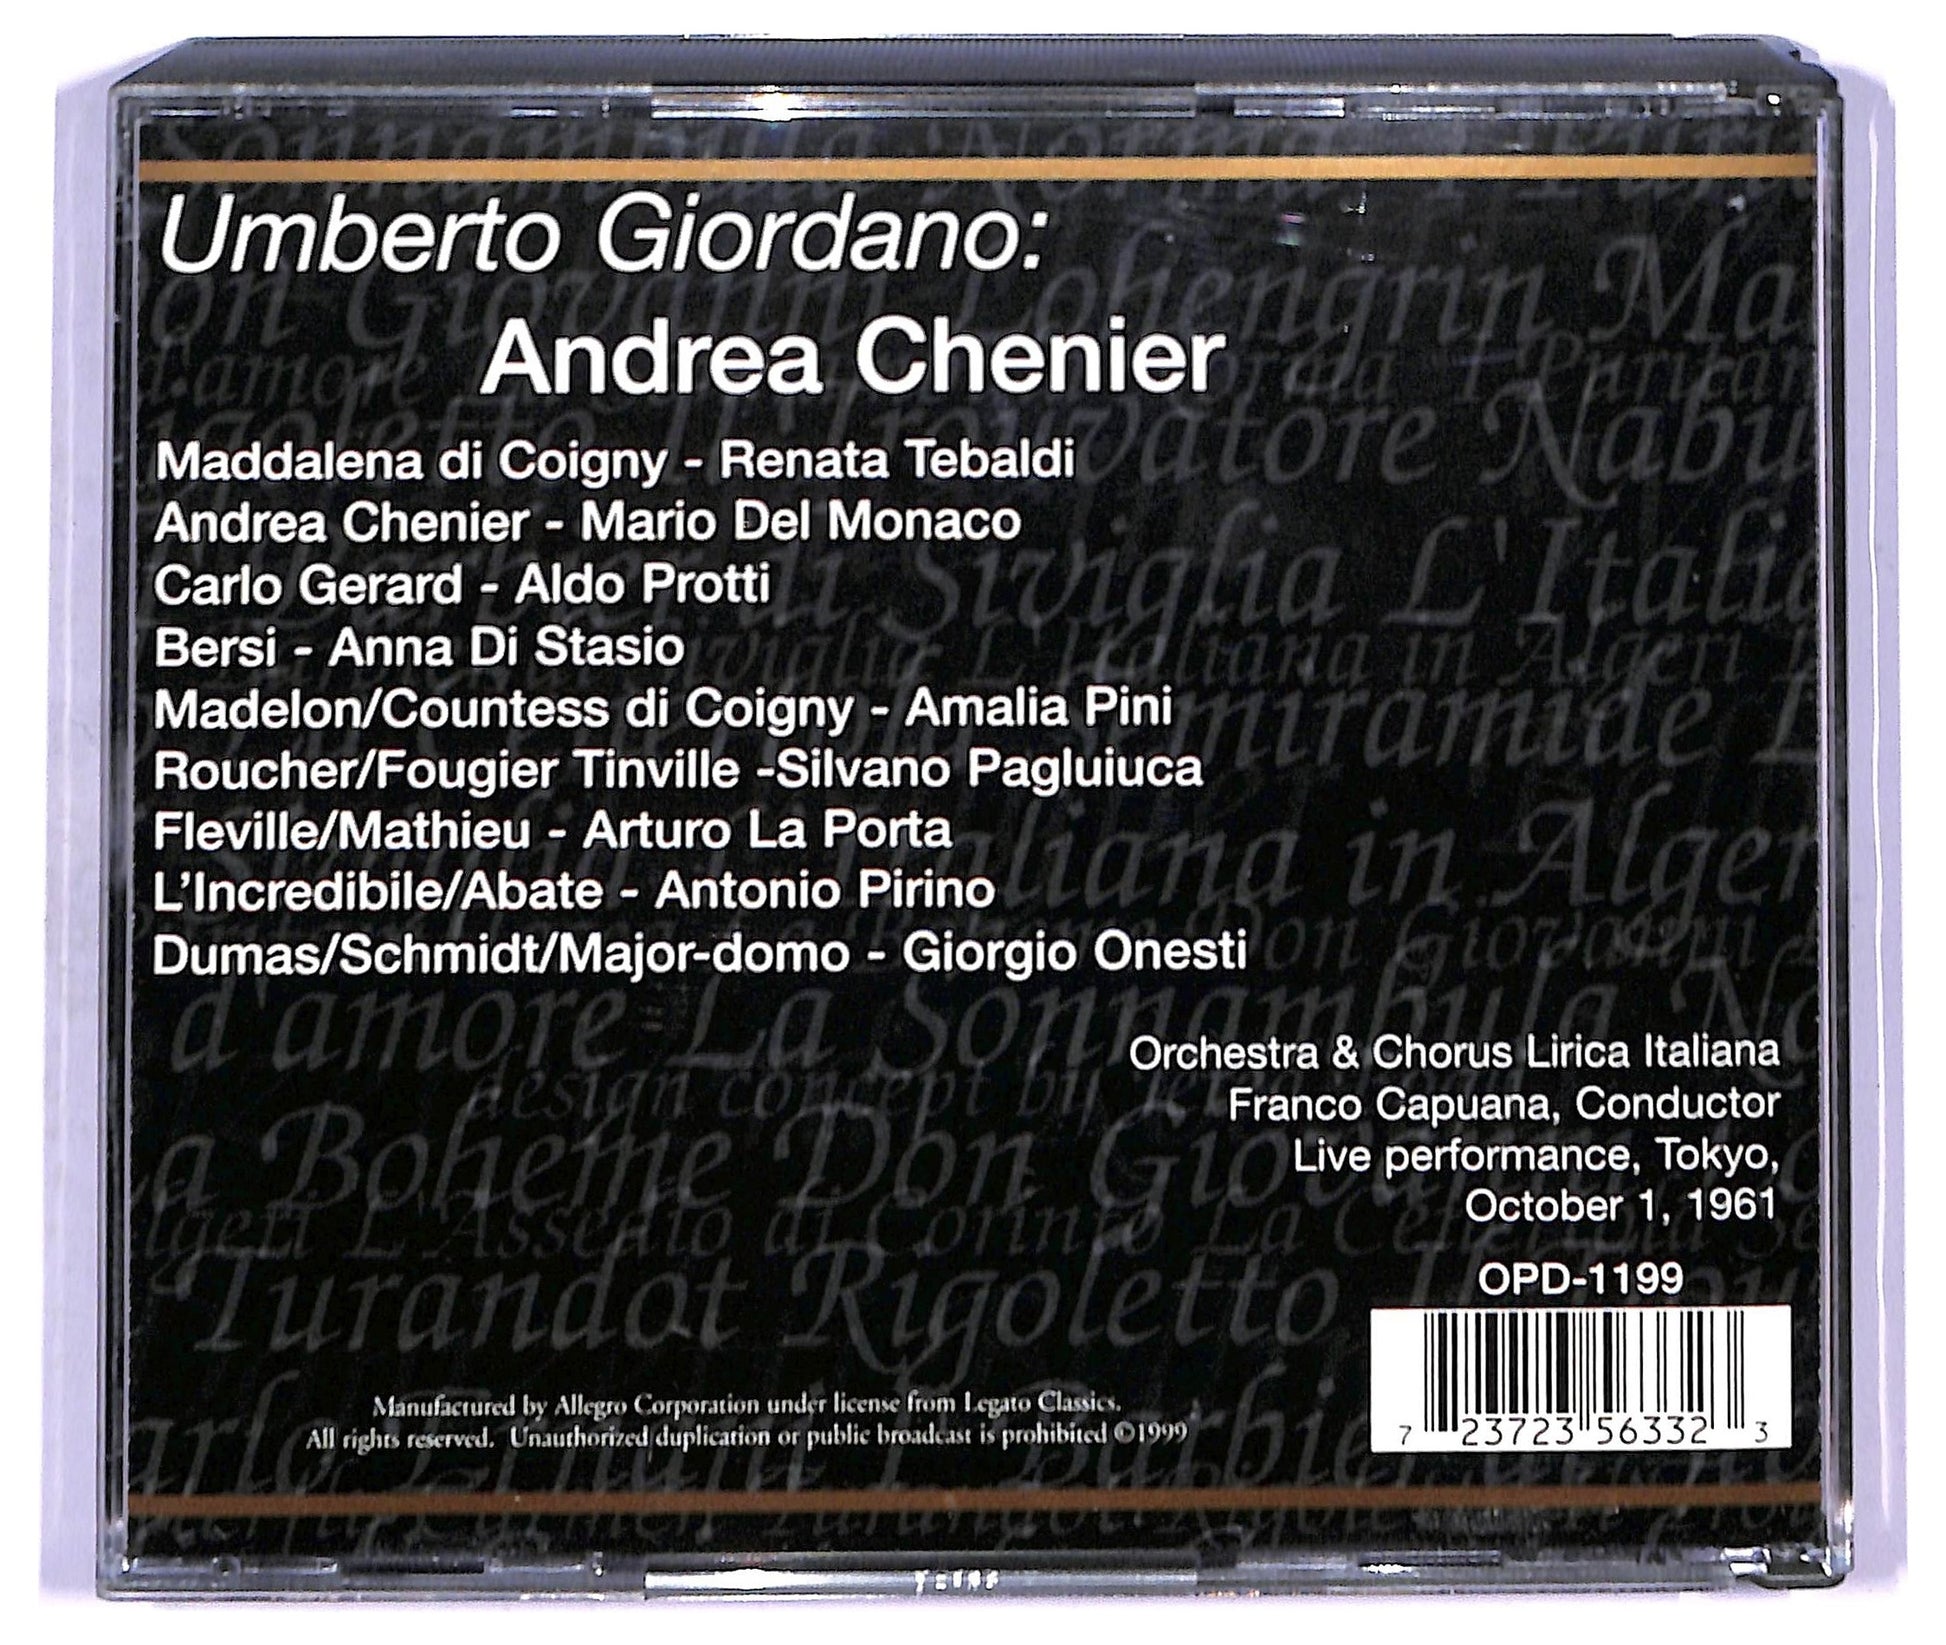 Umberto Giordano:
Andrea Chenier
Maddalena di Coigny - Renata Tebaldi
Andrea Chenier - Mario Del Monaco
Carlo Gerard - Aldo Protti
Bersi - Anna Di Stasio
Madelon/Countess di Coigny - Amalia Pini
Roucher/Fougier Tinville -Silvano Pagluiuca
Fleville/Mathieu - Arturo La Porta
L'Incredibile/Abate - Antonio Pirino
Dumas/Schmidt/Major-domo - Giorgio Onesti
Orchestra & Chorus Lirica Italiana
Franco Capuana, Conductor
Live performance, Tokyo,
October 1, 1961
OPD-1199
7 23723 56332 3
Manufactured by Allegro Corporation under license from Legato Classics.
All rights reserved. Unauthorized duplication or public broadcast is prohibited ©1999